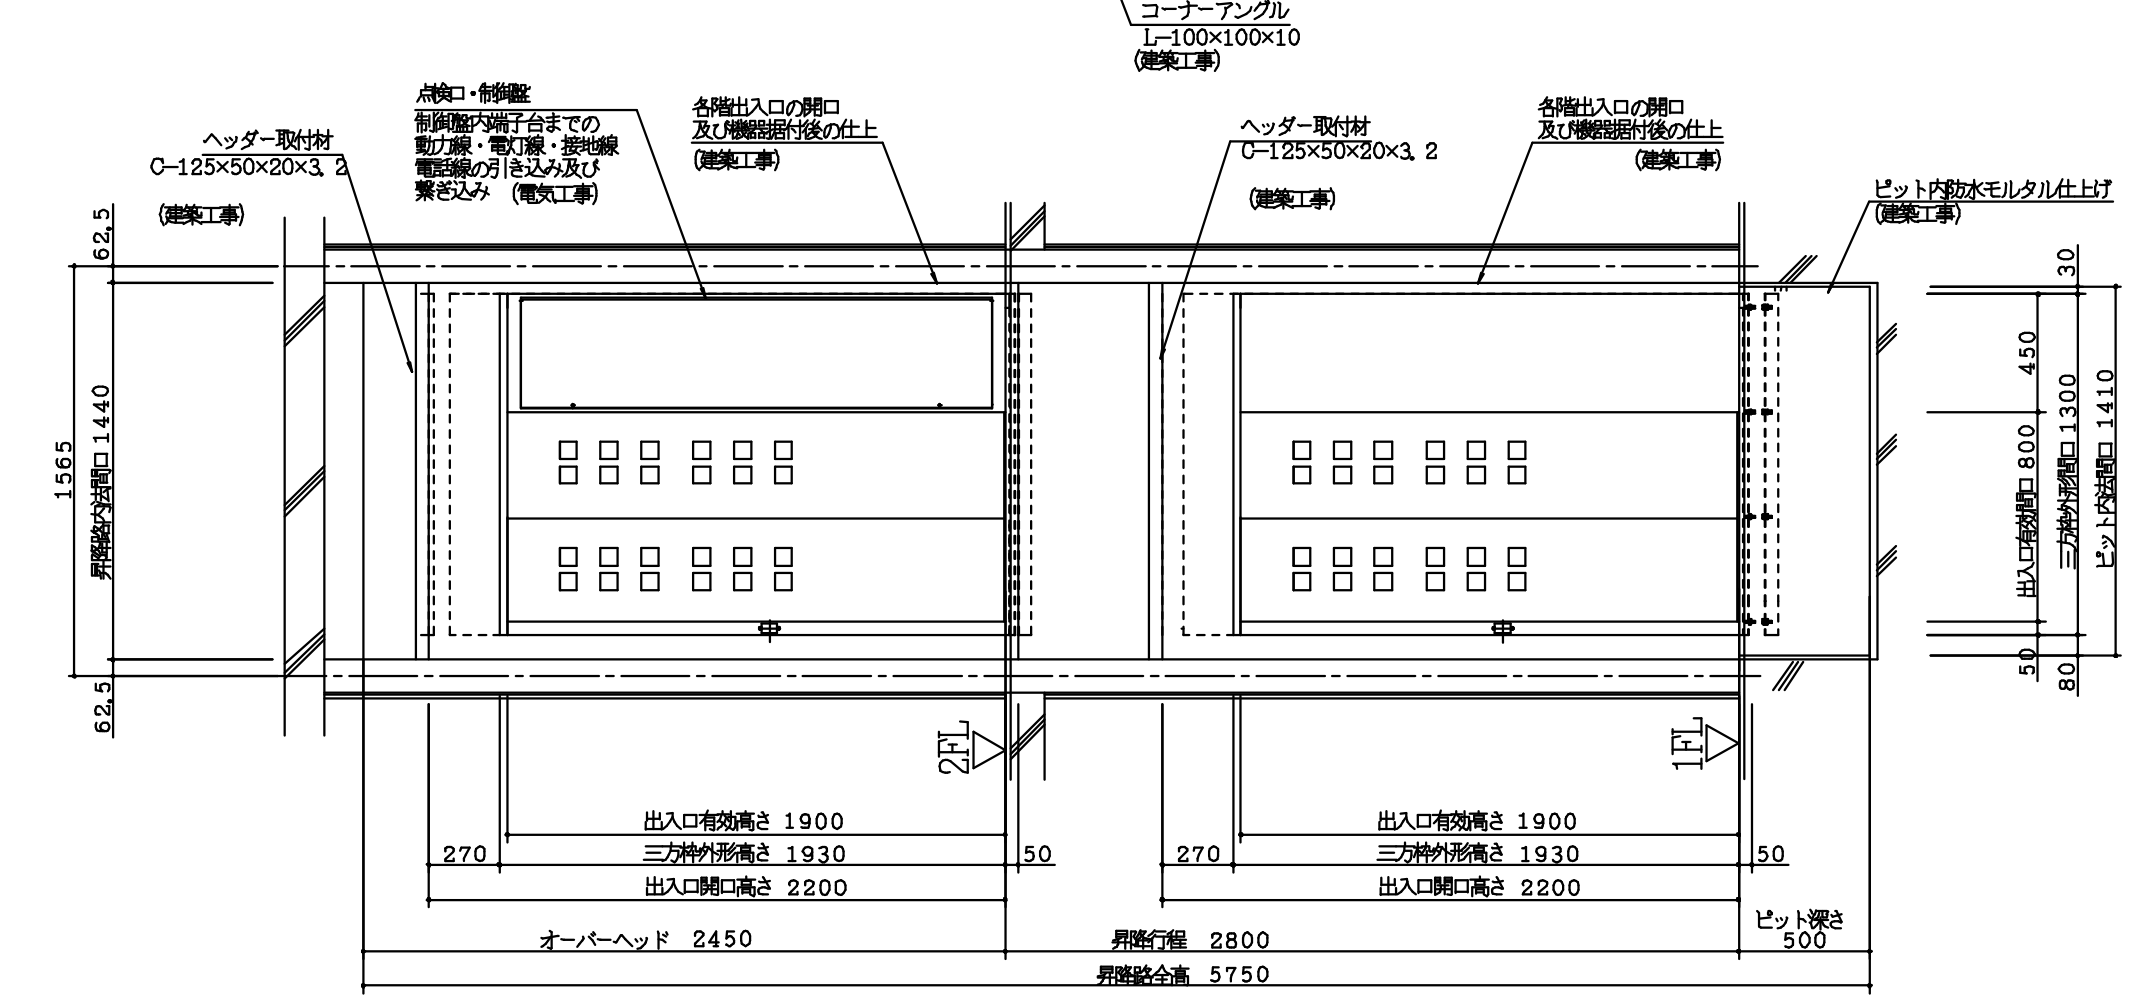 コーナーアングル
L-100×100×10
(建築工事)
点検口・制御盤
制御盤内端子台までの
動力線・電灯線・接地線
電話線の引き込み及び
繋ぎ込み (電気工事)
各階出入口の開口
及び機器据付後の仕上
(建築工事)
ヘッダー取付材
C-125×50×20×3.2
(建築工事)
ヘッダー取付材
C-125×50×20×3.2
(建築工事)
各階出入口の開口
及び機器据付後の仕上
(建築工事)
ピット内防水モルタル仕上げ
(建築工事)
62.5
昇降路内法間口 1440
1565
62.5
30
450
出入口有効間口 800
三方枠外形間口 1300
ピット内法間口 1410
50
80
2FL
1FL
出入口有効高さ 1900
270
三方枠外形高さ 1930
50
出入口開口高さ 2200
出入口有効高さ 1900
270
三方枠外形高さ 1930
50
出入口開口高さ 2200
オーバーヘッド 2450
昇降行程 2800
ピット深さ
500
昇降路全高 5750